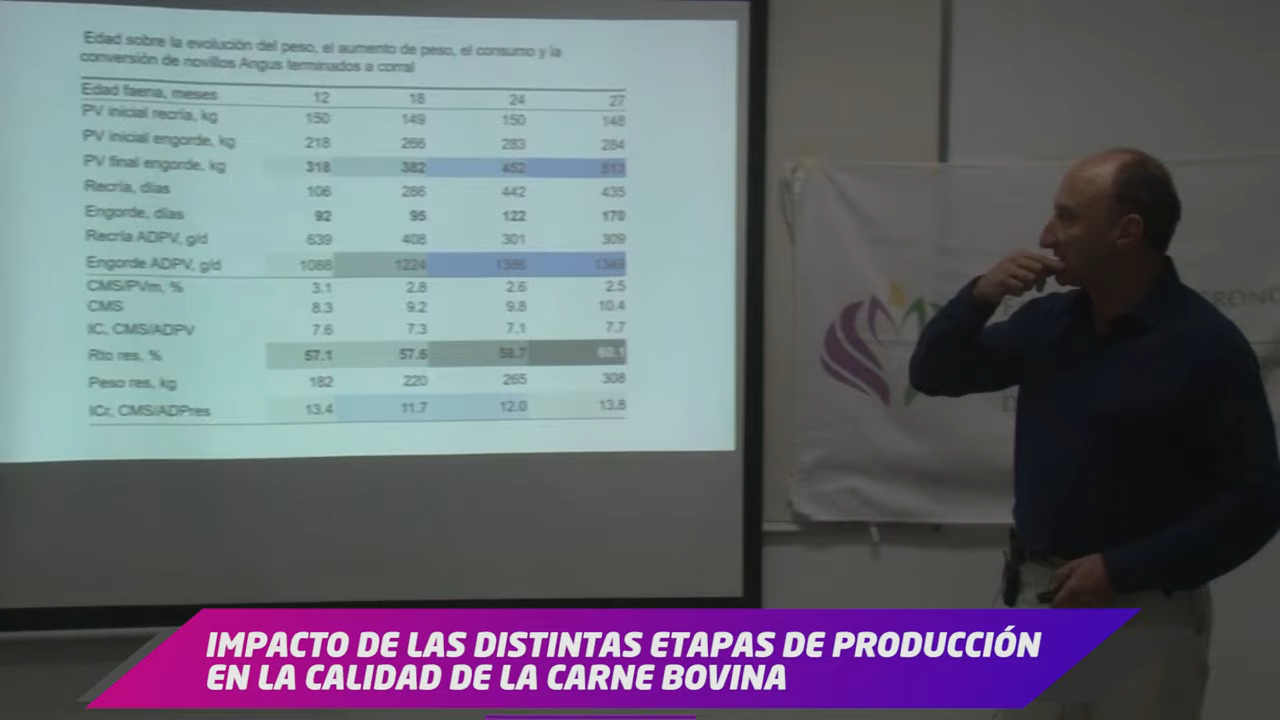 Edad sobre la evolución del peso, el aumento de peso, el consumo y la
conversión de novillos Angus terminados a corral
Edad faena, meses 12 18 24 27
PV inicial recría, kg 150 149 150 148
PV inicial engorde, kg 218 266 283 284
PV final engorde, kg 318 382 452 513
Recría, días 106 286 442 435
Engorde, días 92 95 122 170
Recría ADPV, g/d 639 408 301 309
Engorde ADPV, g/d 1088 1224 1386 1349
CMS/PVm, % 3.1 2.8 2.6 2.5
CMS 8.3 9.2 9.8 10.4
IC, CMS/ADPV 7.6 7.3 7.1 7.7
Rto res, % 57.1 57.6 58.7 60.1
Peso res, kg 182 220 265 308
ICr, CMS/ADPres 13.4 11.7 12.0 13.8
IMPACTO DE LAS DISTINTAS ETAPAS DE PRODUCCIÓN
EN LA CALIDAD DE LA CARNE BOVINA